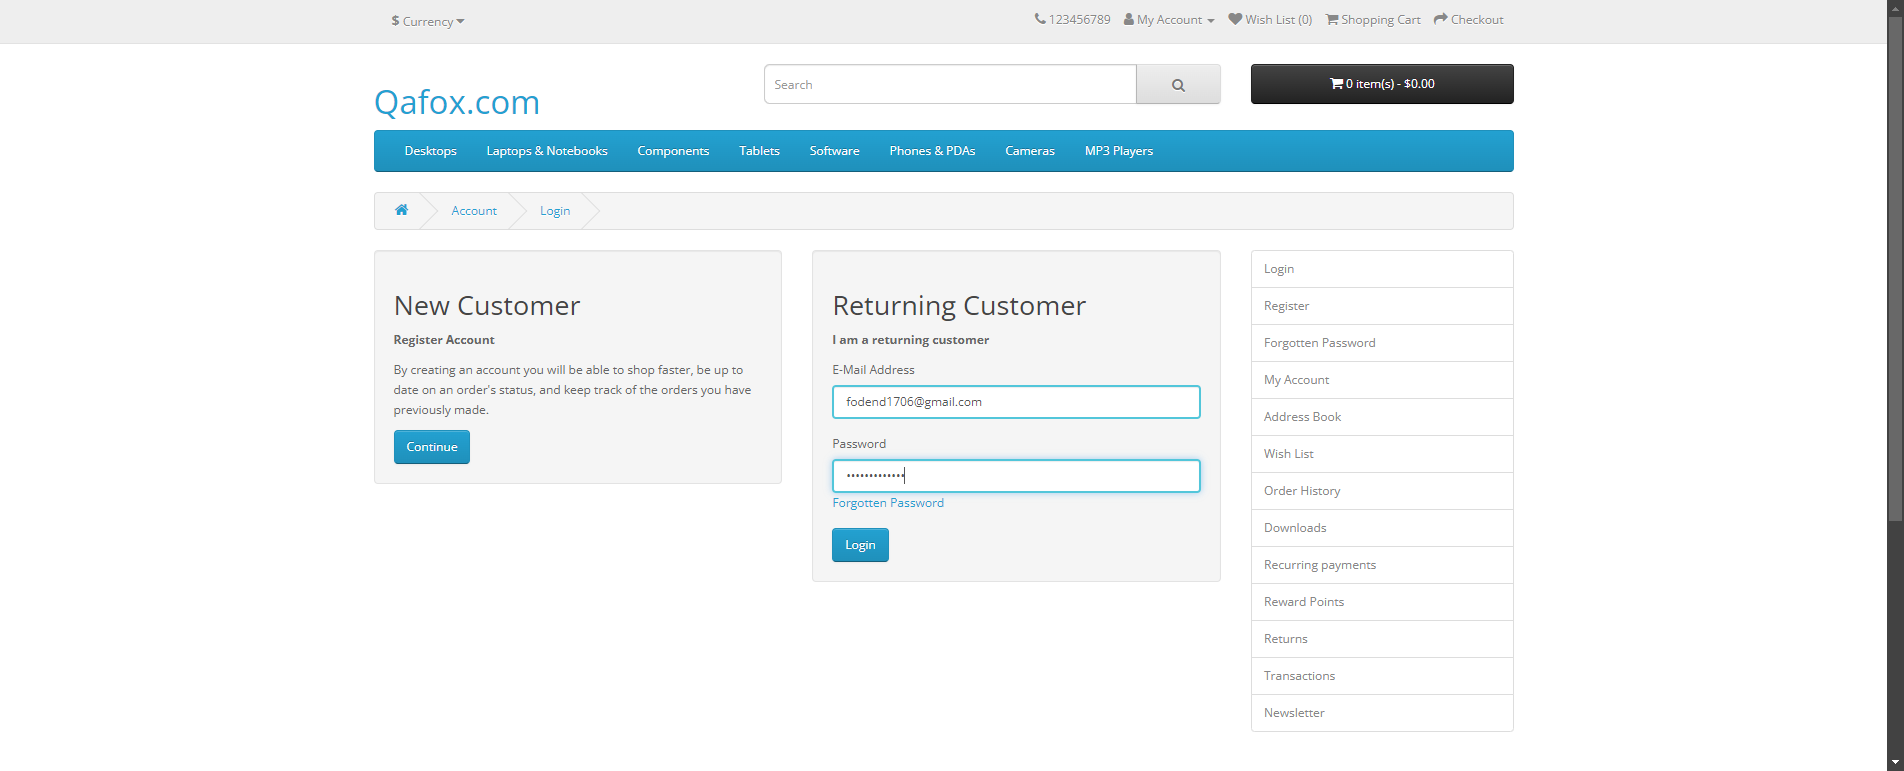 $ Currency
123456789 My Account Wish List (0) Shopping Cart Checkout
Qafox.com
Search
0 item(s) - $0.00
Desktops Laptops & Notebooks Components Tablets Software Phones & PDAs Cameras MP3 Players
Account Login
New Customer
Register Account
By creating an account you will be able to shop faster, be up to
date on an order's status, and keep track of the orders you have
previously made.
Continue
Returning Customer
I am a returning customer
E-Mail Address
fodend1706@gmail.com
Password
•••••••••••••
Forgotten Password
Login
Login
Register
Forgotten Password
My Account
Address Book
Wish List
Order History
Downloads
Recurring payments
Reward Points
Returns
Transactions
Newsletter